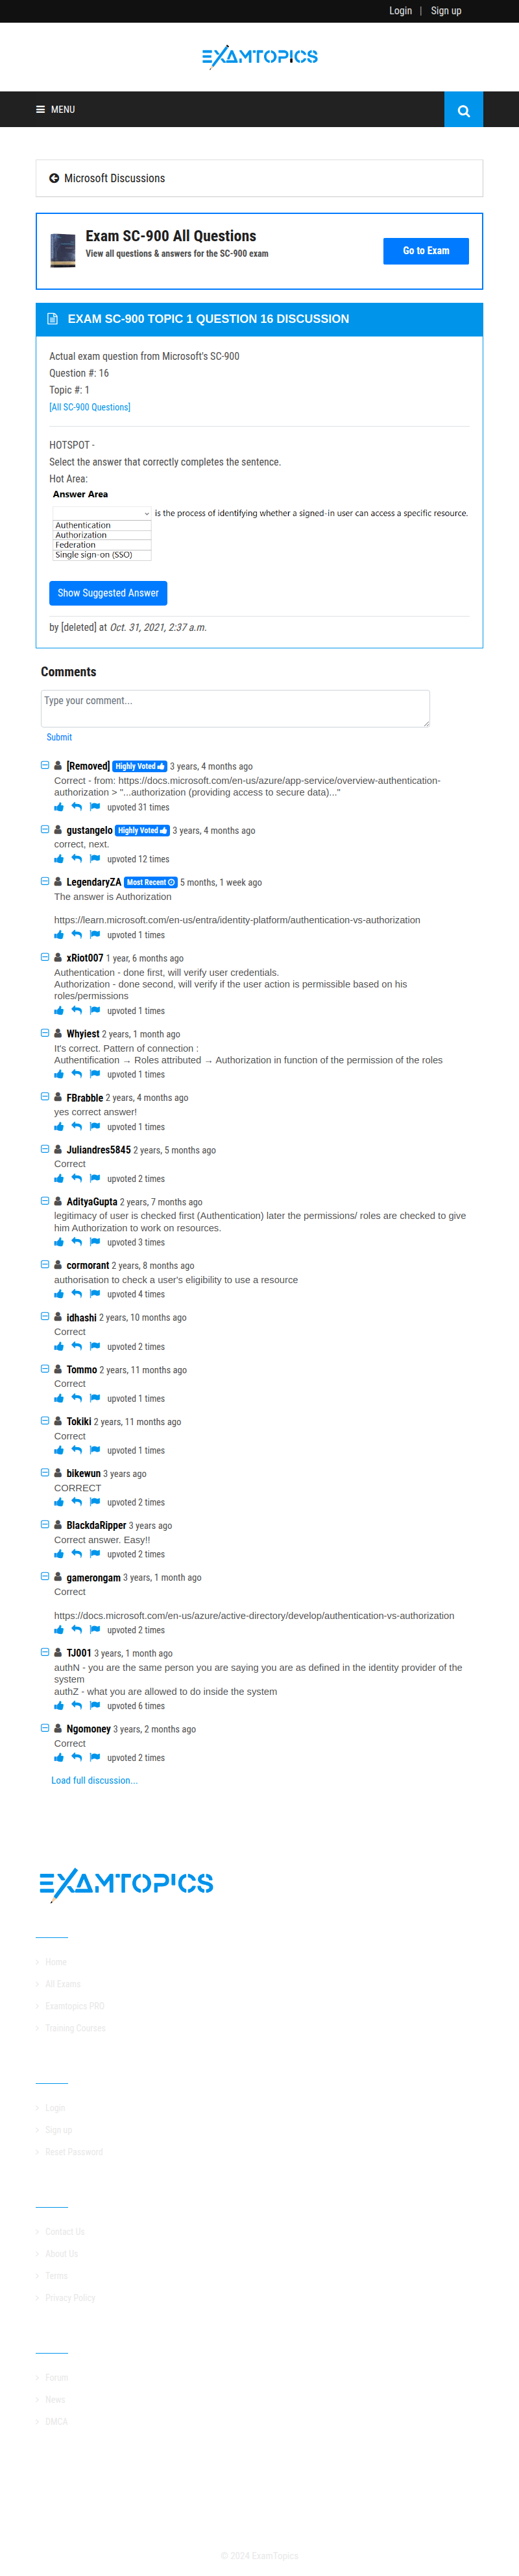 Login | Sign up
EXAMTOPICS
MENU
Microsoft Discussions
Exam SC-900 All Questions
View all questions & answers for the SC-900 exam
Go to Exam
EXAM SC-900 TOPIC 1 QUESTION 16 DISCUSSION
Actual exam question from Microsoft's SC-900
Question #: 16
Topic #: 1
[All SC-900 Questions]
HOTSPOT -
Select the answer that correctly completes the sentence.
Hot Area:
Answer Area
is the process of identifying whether a signed-in user can access a specific resource.
Authentication
Authorization
Federation
Single sign-on (SSO)
Show Suggested Answer
by [deleted] at Oct. 31, 2021, 2:37 a.m.
Comments
Type your comment...
Submit
[Removed] Highly Voted 3 years, 4 months ago
Correct - from: https://docs.microsoft.com/en-us/azure/app-service/overview-authentication-
authorization > "...authorization (providing access to secure data)..."
upvoted 31 times
gustangelo Highly Voted 3 years, 4 months ago
correct, next.
upvoted 12 times
LegendaryZA Most Recent 5 months, 1 week ago
The answer is Authorization
https://learn.microsoft.com/en-us/entra/identity-platform/authentication-vs-authorization
upvoted 1 times
xRiot007 1 year, 6 months ago
Authentication - done first, will verify user credentials.
Authorization - done second, will verify if the user action is permissible based on his
roles/permissions
upvoted 1 times
Whyiest 2 years, 1 month ago
It's correct. Pattern of connection :
Authentification → Roles attributed → Authorization in function of the permission of the roles
upvoted 1 times
FBrabble 2 years, 4 months ago
yes correct answer!
upvoted 1 times
Juliandres5845 2 years, 5 months ago
Correct
upvoted 2 times
AdityaGupta 2 years, 7 months ago
legitimacy of user is checked first (Authentication) later the permissions/ roles are checked to give
him Authorization to work on resources.
upvoted 3 times
cormorant 2 years, 8 months ago
authorisation to check a user's eligibility to use a resource
upvoted 4 times
idhashi 2 years, 10 months ago
Correct
upvoted 2 times
Tommo 2 years, 11 months ago
Correct
upvoted 1 times
Tokiki 2 years, 11 months ago
Correct
upvoted 1 times
bikewun 3 years ago
CORRECT
upvoted 2 times
BlackdaRipper 3 years ago
Correct answer. Easy!!
upvoted 2 times
gamerongam 3 years, 1 month ago
Correct
https://docs.microsoft.com/en-us/azure/active-directory/develop/authentication-vs-authorization
upvoted 2 times
TJ001 3 years, 1 month ago
authN - you are the same person you are saying you are as defined in the identity provider of the
system
authZ - what you are allowed to do inside the system
upvoted 6 times
Ngomoney 3 years, 2 months ago
Correct
upvoted 2 times
Load full discussion...
EXAMTOPICS
Home
All Exams
Examtopics PRO
Training Courses
Login
Sign up
Reset Password
Contact Us
About Us
Terms
Privacy Policy
Forum
News
DMCA
© 2024 ExamTopics